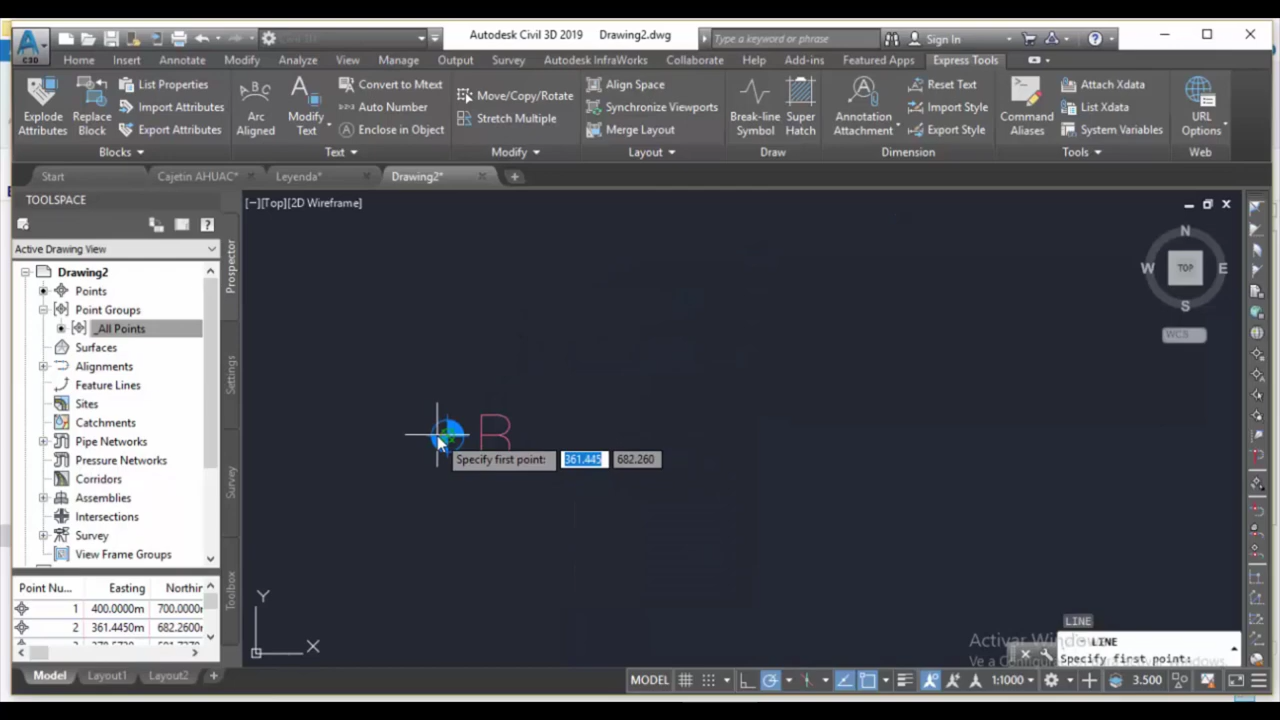 Autodesk Civil 3D 2019 Drawing2.dwg Type a keyword or phrase Sign In
C3D
Home Insert Annotate Modify Analyze View Manage Output Survey Autodesk InfraWorks Collaborate Help Add-ins Featured Apps Express Tools
Explode Attributes
Replace Block
List Properties
Import Attributes
Export Attributes
Arc Aligned
Modify Text
Convert to Mtext
Auto Number
Enclose in Object
Move/Copy/Rotate
Stretch Multiple
Align Space
Synchronize Viewports
Merge Layout
Break-line Symbol
Super Hatch
Annotation Attachment
Reset Text
Import Style
Export Style
Command Aliases
Attach Xdata
List Xdata
System Variables
URL Options
Blocks Text Modify Layout Draw Dimension Tools Web
Start Cajetin AHUAC* Leyenda* Drawing2*
TOOLSPACE
[−][Top][2D Wireframe]
Active Drawing View
Drawing2
Points
Point Groups
_All Points
Surfaces
Alignments
Feature Lines
Sites
Catchments
Pipe Networks
Pressure Networks
Corridors
Assemblies
Intersections
Survey
View Frame Groups
Prospector
Settings
Survey
Toolbox
Point Nu... Easting Northin
1 400.0000m 700.0000
2 361.4450m 682.2600
N
W TOP E
S
WCS
B
Specify first point: 361.445 682.260
Y
X
LINE
Activar Windows
LINE
Specify first point:
Model Layout1 Layout2
MODEL 1:1000 3.500